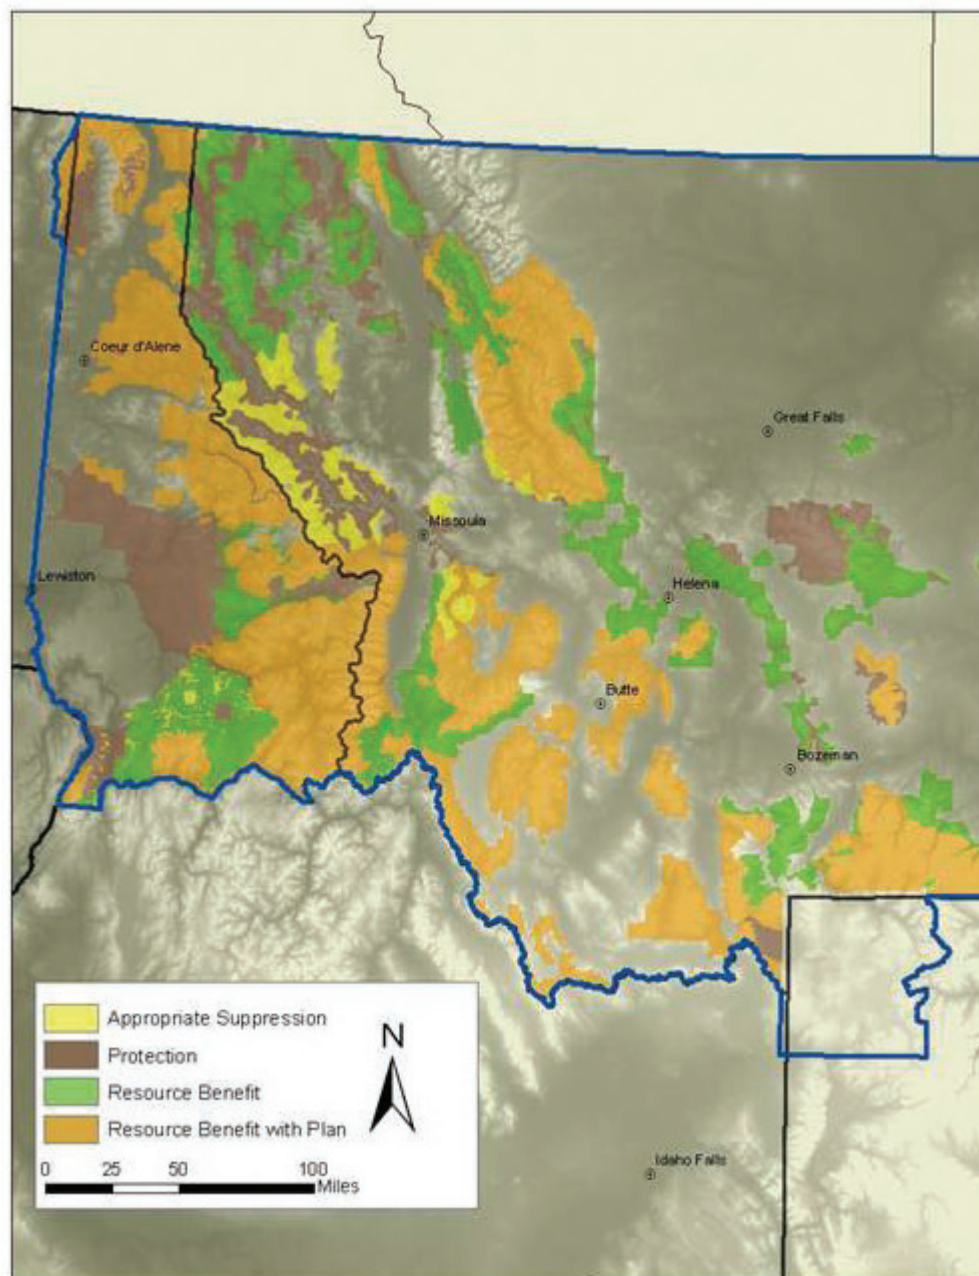 Coeur d'Alene
Great Falls
Missoula
Lewiston
Helena
Butte
Bozeman
Appropriate Suppression
Protection
Resource Benefit
Resource Benefit with Plan
N
0 25 50 100
Miles
Idaho Falls